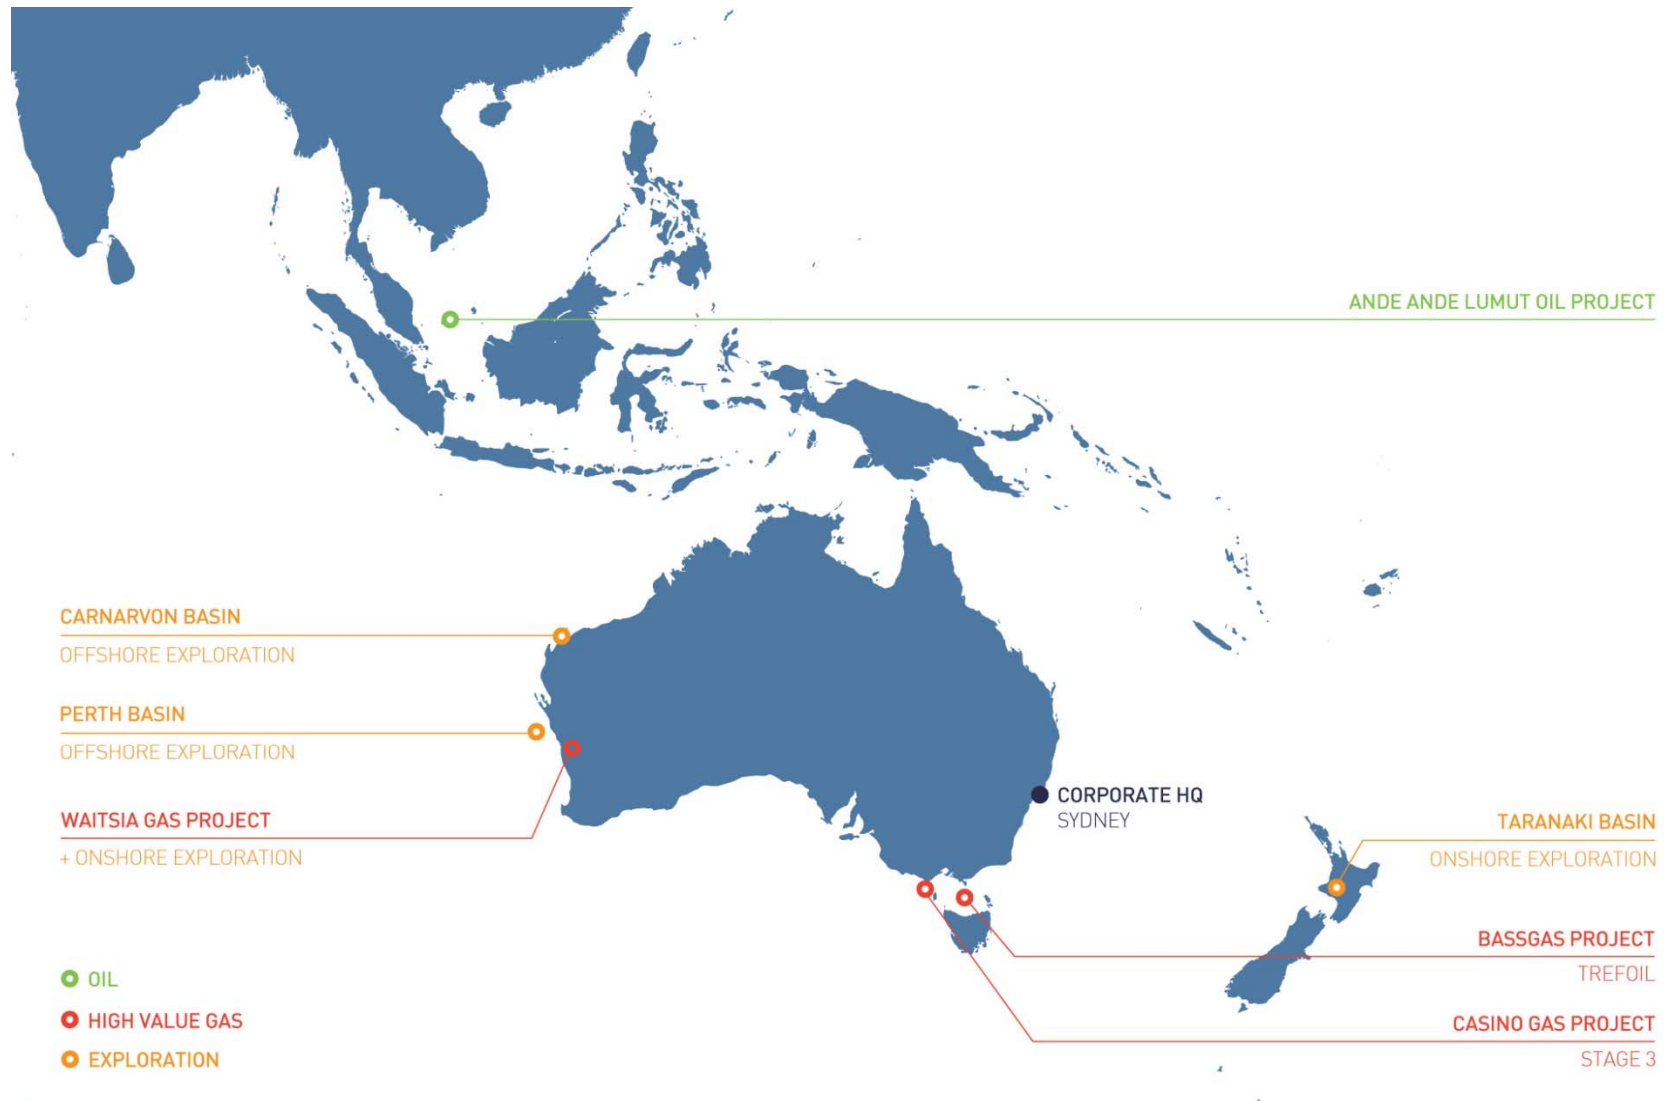 ANDE ANDE LUMUT OIL PROJECT
CARNARVON BASIN
OFFSHORE EXPLORATION
PERTH BASIN
OFFSHORE EXPLORATION
WAITSIA GAS PROJECT
+ ONSHORE EXPLORATION
CORPORATE HQ
SYDNEY
TARANAKI BASIN
ONSHORE EXPLORATION
BASSGAS PROJECT
TREFOIL
CASINO GAS PROJECT
STAGE 3
OIL
HIGH VALUE GAS
EXPLORATION